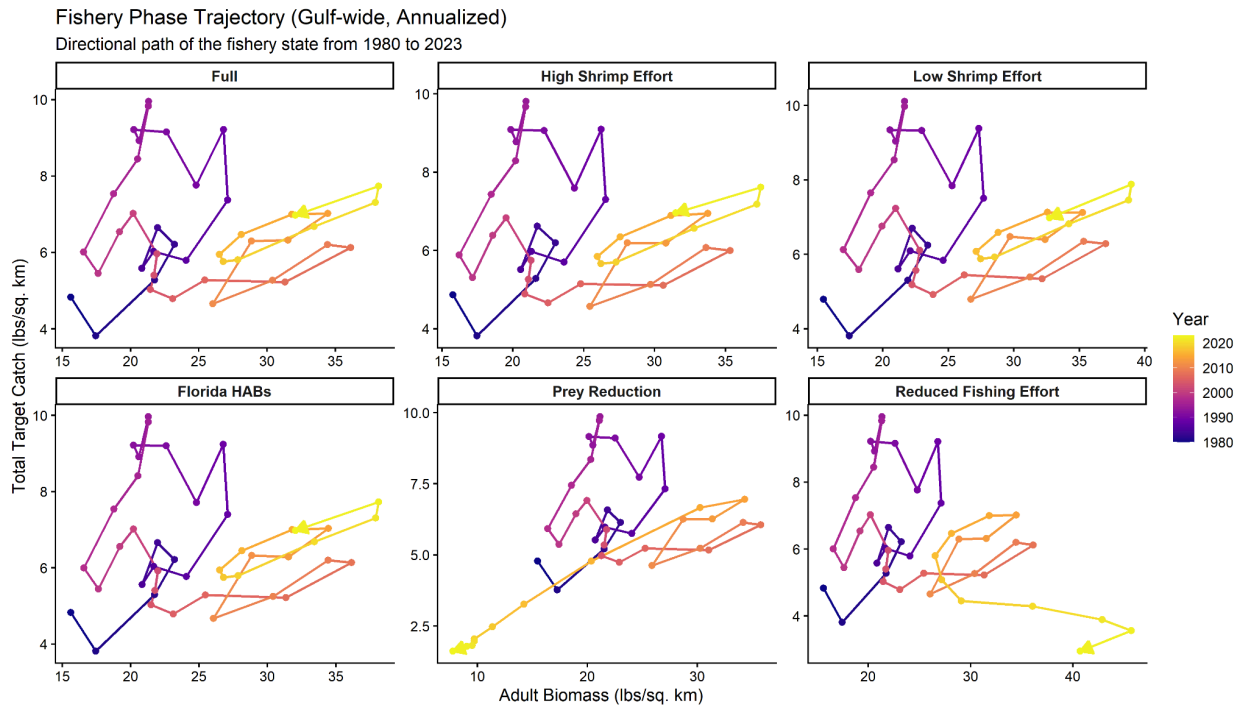 Fishery Phase Trajectory (Gulf-wide, Annualized)
Directional path of the fishery state from 1980 to 2023
Full
High Shrimp Effort
Low Shrimp Effort
10
8
6
4
15 20 25 30 35
10
8
6
4
15 20 25 30 35
10
8
6
4
15 20 25 30 35 40
Florida HABs
Prey Reduction
Reduced Fishing Effort
10
8
6
4
15 20 25 30 35
10.0
7.5
5.0
2.5
10 20 30
10
8
6
4
20 30 40
Total Target Catch (lbs/sq. km)
Adult Biomass (lbs/sq. km)
Year
2020
2010
2000
1990
1980